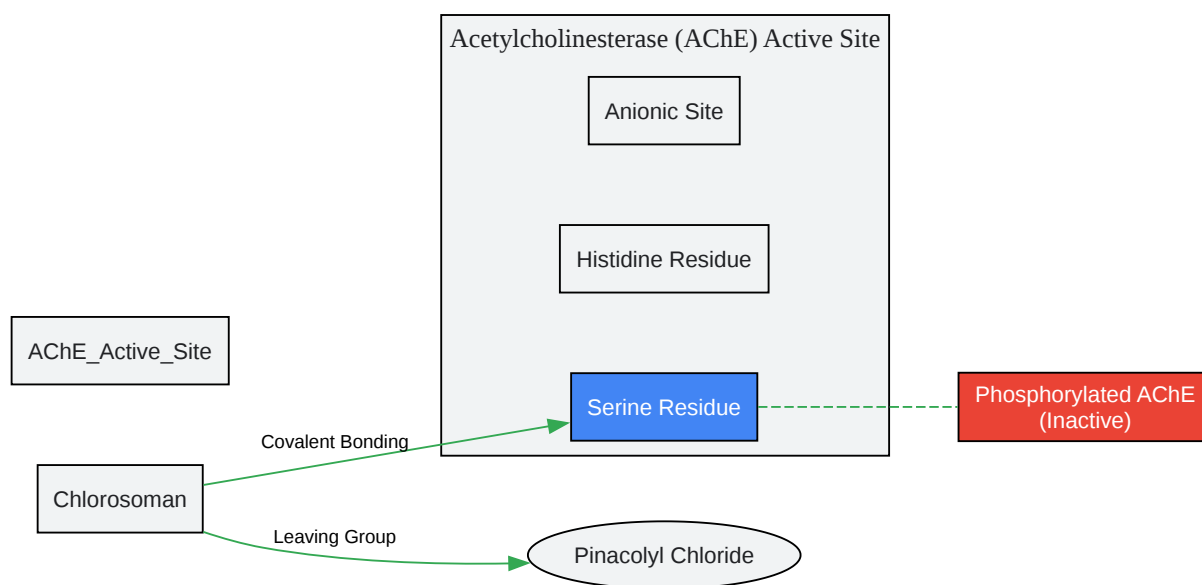 Acetylcholinesterase (AChE) Active Site
Anionic Site
Histidine Residue
AChE_Active_Site
Serine Residue
Phosphorylated AChE
(Inactive)
Covalent Bonding
Chlorosoman
Leaving Group
Pinacolyl Chloride